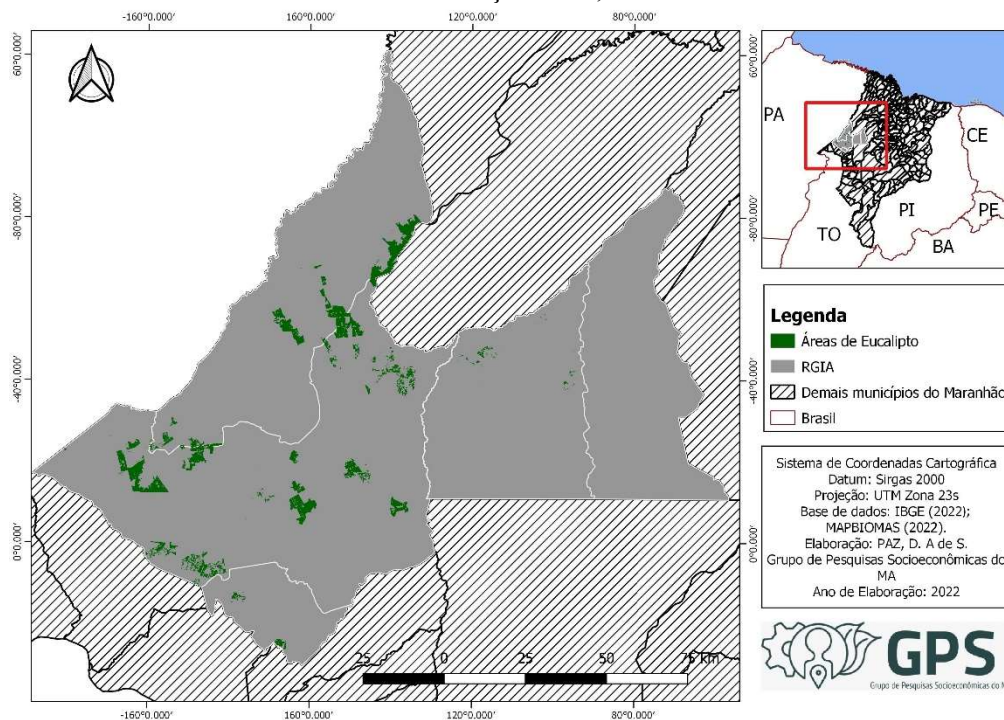 -160°0.000' 160°0.000' 120°0.000' 80°0.000'
60°0.000'
-80°0.000'
-40°0.000'
0°0.000'
25 0 25 50 75 km
-160°0.000' 160°0.000' 120°0.000' 80°0.000'
60°0.000'
-80°0.000'
-40°0.000'
0°0.000'
PA
CE
PI
PE
TO
BA
Legenda
Áreas de Eucalipto
RGIA
Demais municípios do Maranhão
Brasil
Sistema de Coordenadas Cartográfica
Datum: Sirgas 2000
Projeção: UTM Zona 23s
Base de dados: IBGE (2022);
MAPBIOMAS (2022).
Elaboração: PAZ, D. A de S.
Grupo de Pesquisas Socioeconômicas do
MA
Ano de Elaboração: 2022
GPS
Grupo de Pesquisas Socioeconômicas do M